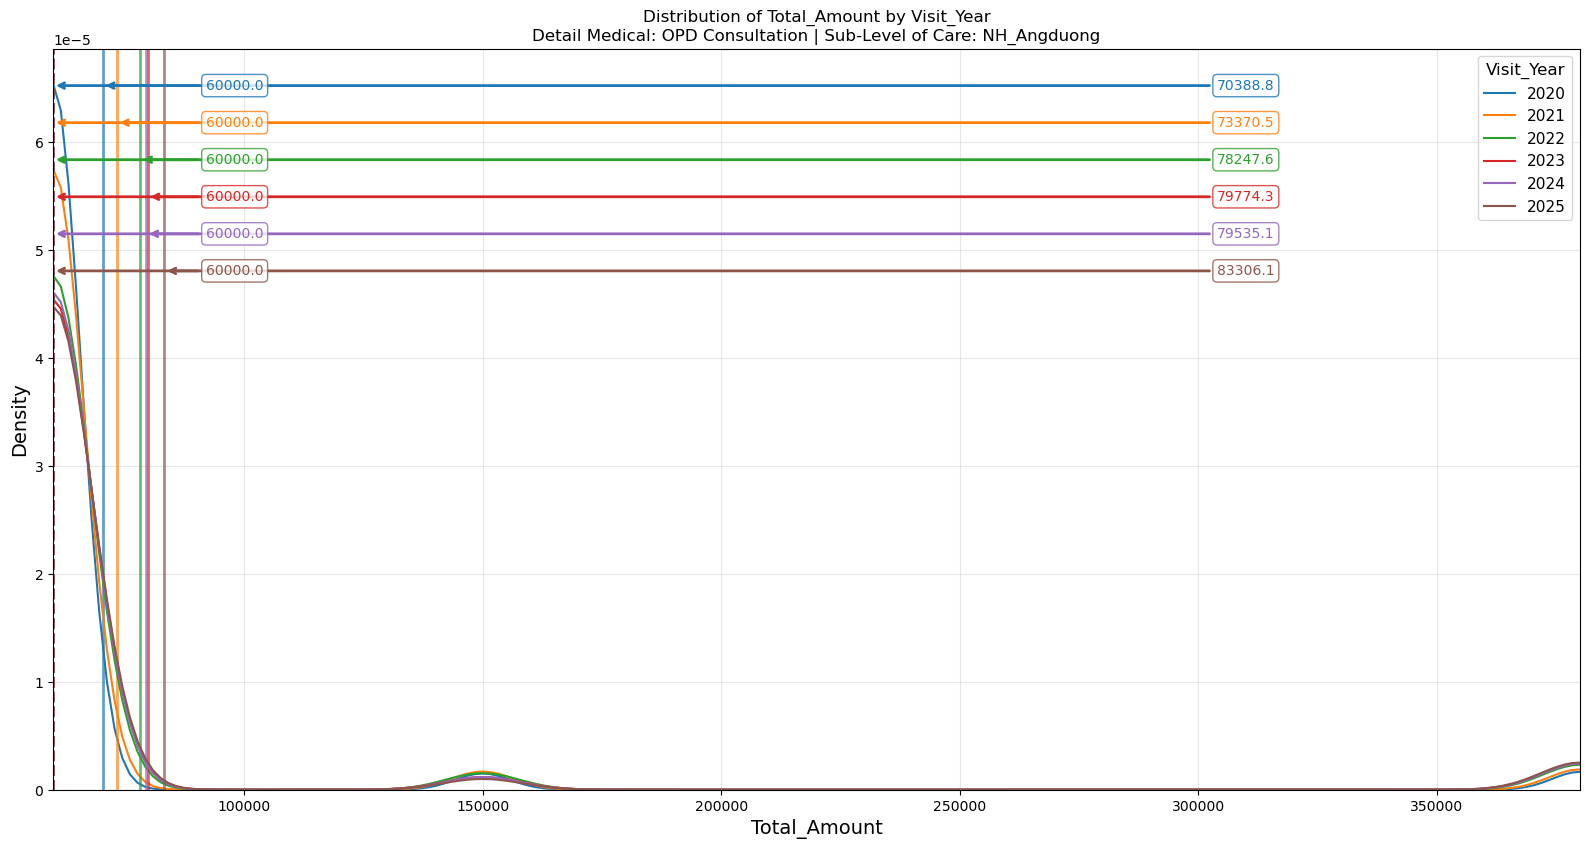 Distribution of Total_Amount by Visit_Year
Detail Medical: OPD Consultation | Sub-Level of Care: NH_Angduong
1e−5
Visit_Year
2020
2021
2022
2023
2024
2025
60000.0 70388.8
60000.0 73370.5
60000.0 78247.6
60000.0 79774.3
60000.0 79535.1
60000.0 83306.1
6
5
4
3
2
1
0
Density
100000 150000 200000 250000 300000 350000
Total_Amount